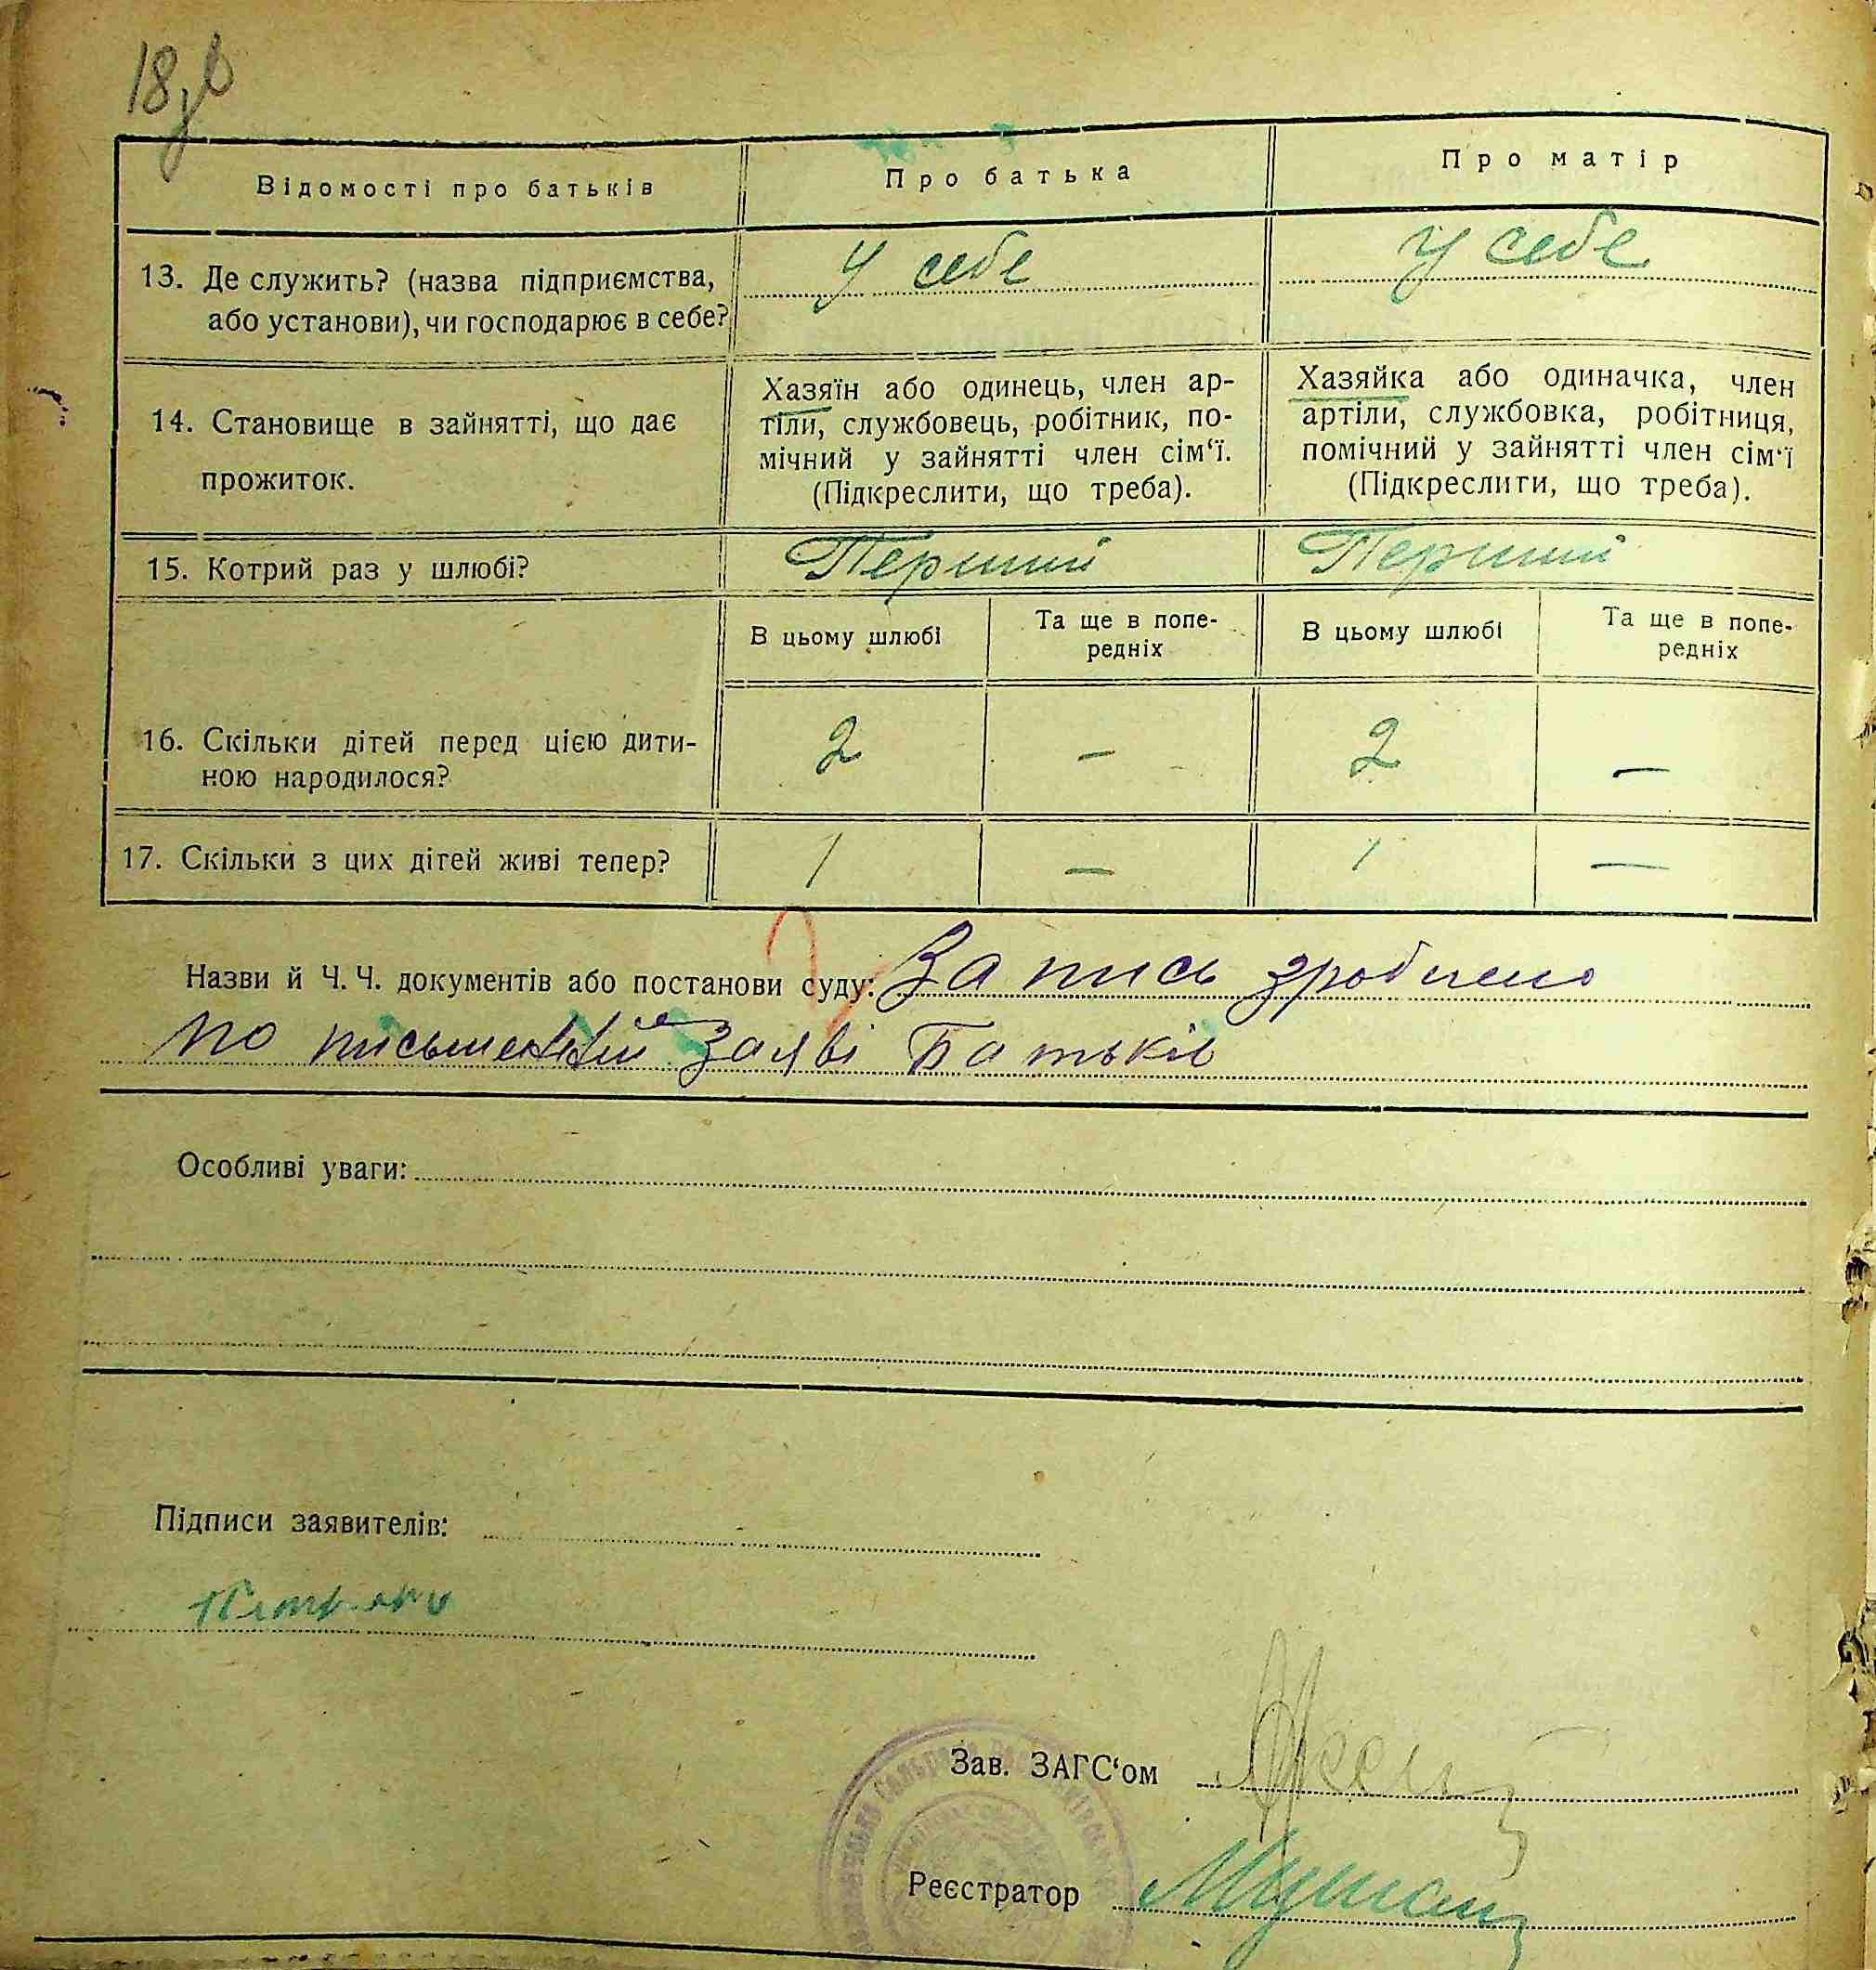 18
Відомості про батьків
Про батька
Про матір
13. Де служить? (назва підприємства,
або установи), чи господарює в себе?
У себе
У себе
14. Становище в зайнятті, що дає
прожиток.
Хазяїн або одинець, член ар-
тіли, службовець, робітник, по-
мічний у зайнятті член сім‘ї.
(Підкреслити, що треба).
Хазяйка або одиначка, член
артіли, службовка, робітниця,
помічний у зайнятті член сім‘ї
(Підкреслити, що треба).
15. Котрий раз у шлюбі?
Перший
Перший
В цьому шлюбі
Та ще в попе-
редніх
В цьому шлюбі
Та ще в попе-
редніх
16. Скільки дітей перед цією дити-
ною народилося?
2
—
2
—
17. Скільки з цих дітей живі тепер?
1
—
1
—
Назви й Ч. Ч. документів або постанови суду: Запись зроблено
по письменній заяві Батьків
Особливі уваги:
Підписи заявителів:
Зав. ЗАГС‘ом
Реєстратор